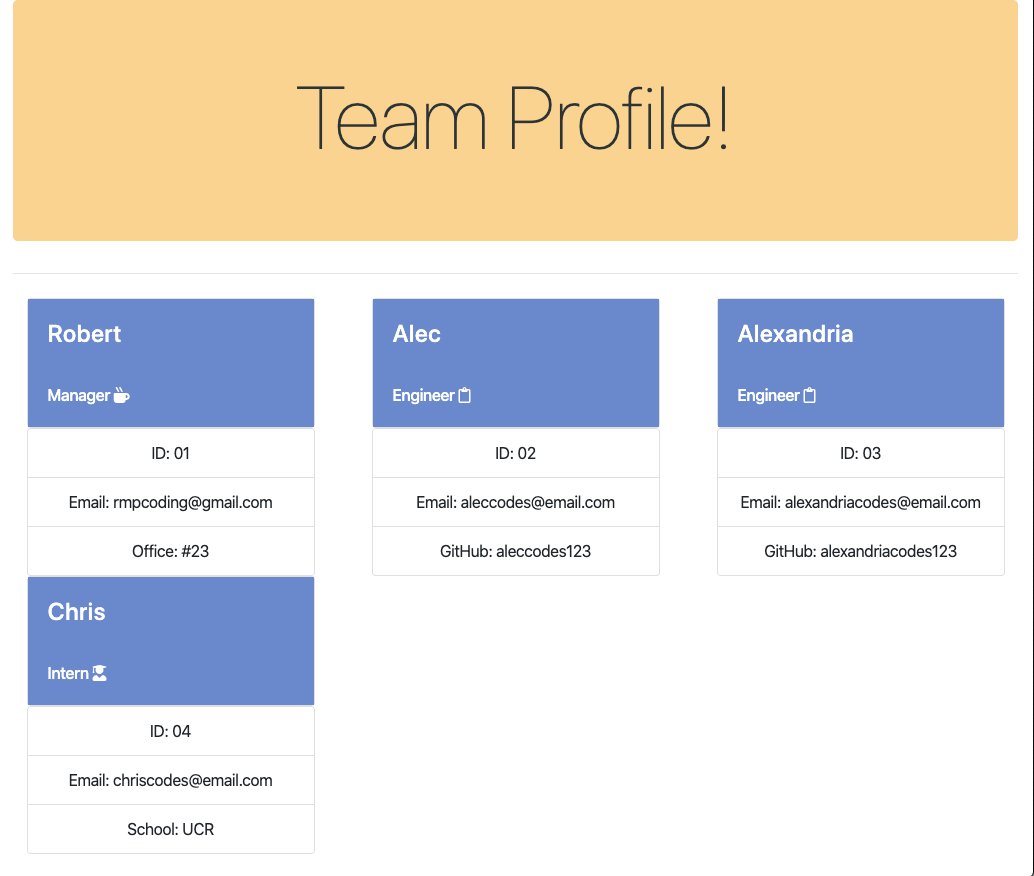 Team Profile!
Robert
Manager
ID: 01
Email: rmpcoding@gmail.com
Office: #23
Alec
Engineer
ID: 02
Email: aleccodes@email.com
GitHub: aleccodes123
Alexandria
Engineer
ID: 03
Email: alexandriacodes@email.com
GitHub: alexandriacodes123
Chris
Intern
ID: 04
Email: chriscodes@email.com
School: UCR